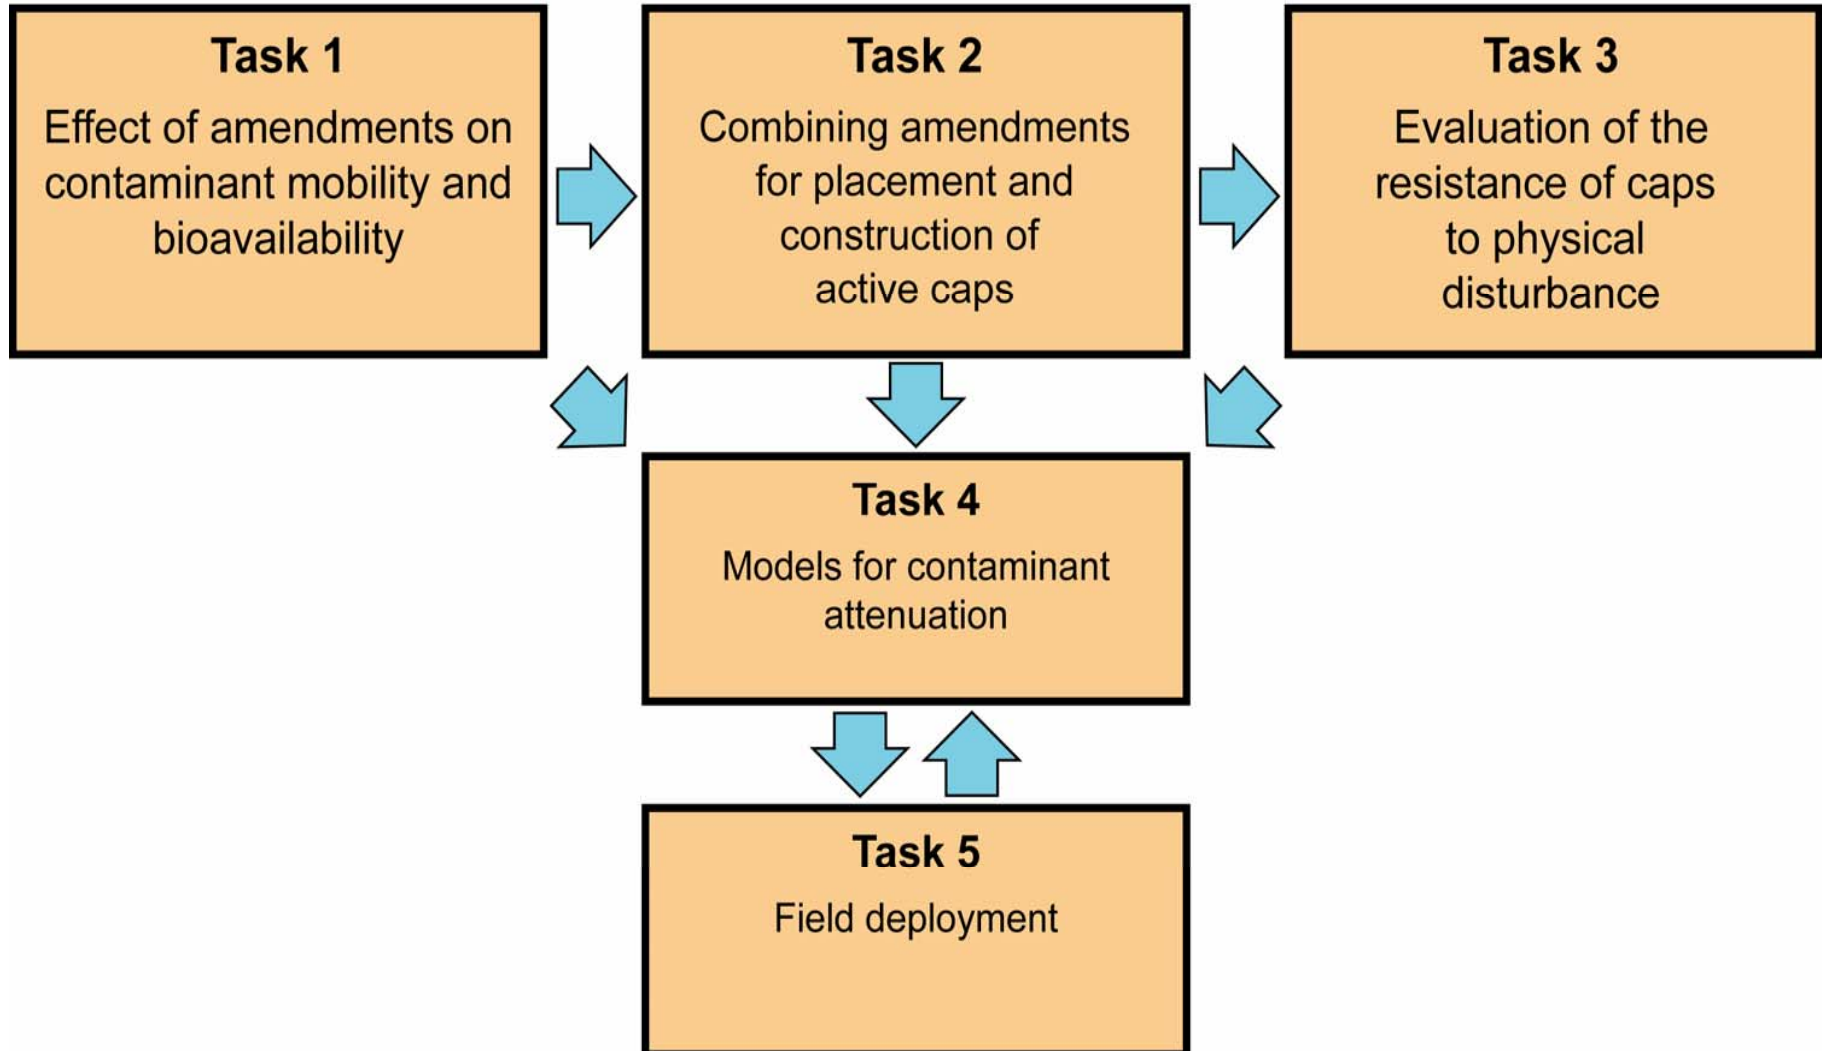 Task 1
Effect of amendments on
contaminant mobility and
bioavailability
Task 2
Combining amendments
for placement and
construction of
active caps
Task 3
Evaluation of the
resistance of caps
to physical
disturbance
Task 4
Models for contaminant
attenuation
Task 5
Field deployment